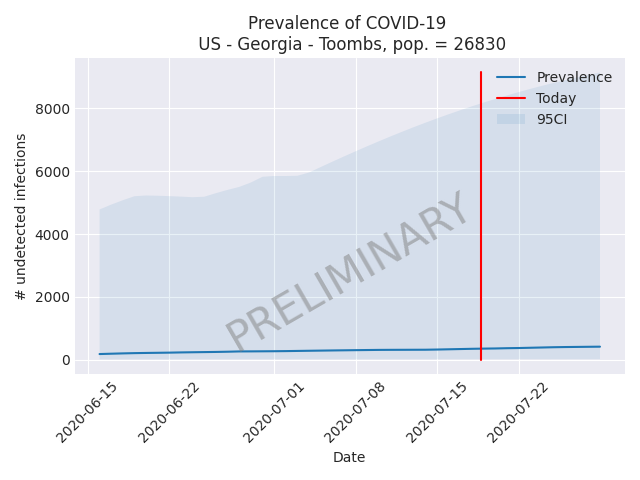 Prevalence of COVID-19
US - Georgia - Toombs, pop. = 26830
Prevalence
Today
95CI
8000
6000
4000
2000
0
# undetected infections
PRELIMINARY
2020-06-15
2020-06-22
2020-07-01
2020-07-08
2020-07-15
2020-07-22
Date